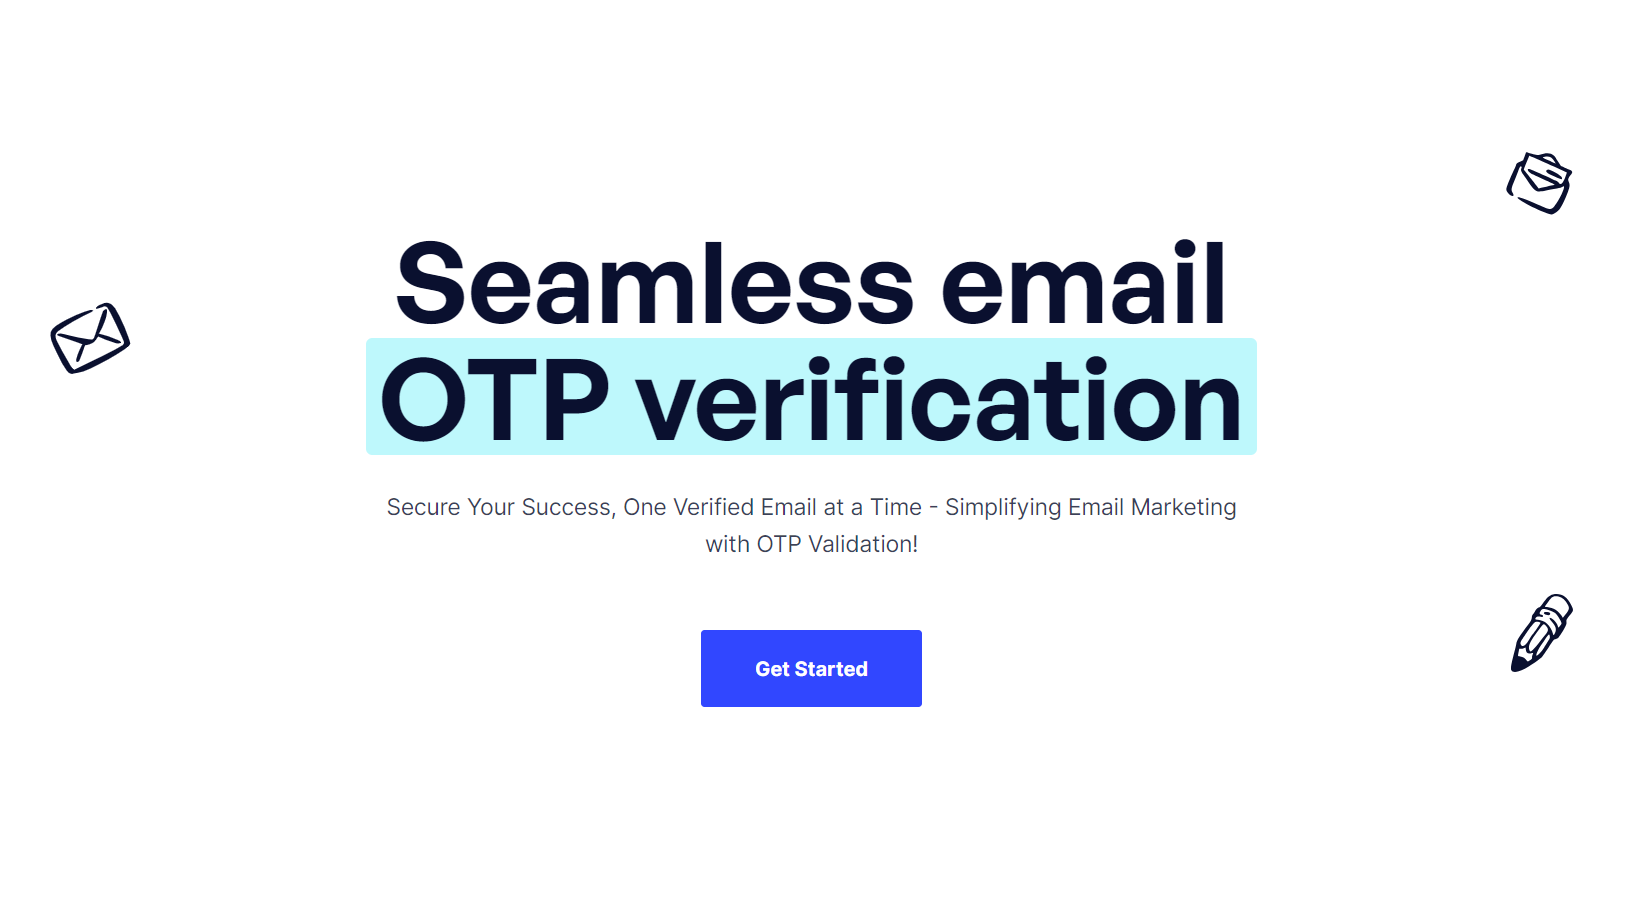 Seamless email
OTP verification
Secure Your Success, One Verified Email at a Time - Simplifying Email Marketing
with OTP Validation!
Get Started